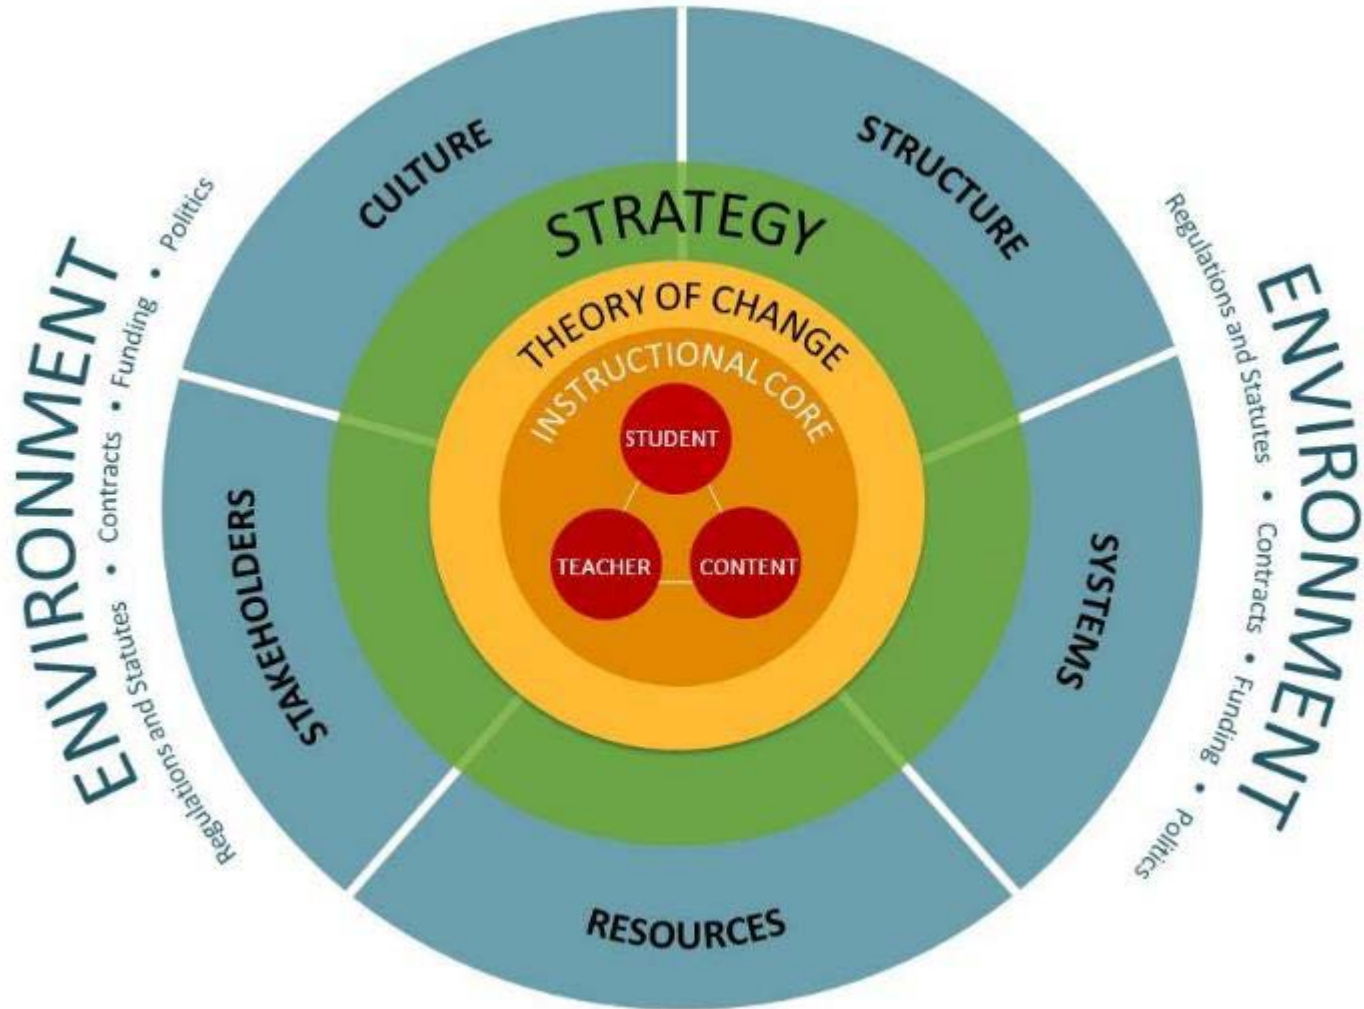 CULTURE
STRUCTURE
STRATEGY
THEORY OF CHANGE
INSTRUCTIONAL CORE
STUDENT
TEACHER
CONTENT
STAKEHOLDERS
SYSTEMS
RESOURCES
ENVIRONMENT
Regulations and Statutes • Contracts • Funding • Politics
ENVIRONMENT
Regulations and Statutes • Contracts • Funding • Politics